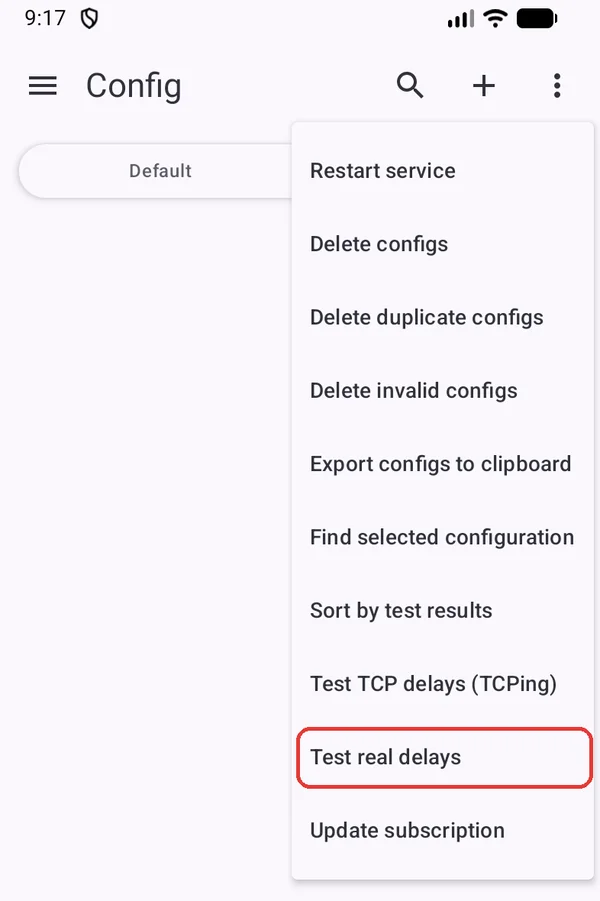 9:17
Config
Default
Restart service
Delete configs
Delete duplicate configs
Delete invalid configs
Export configs to clipboard
Find selected configuration
Sort by test results
Test TCP delays (TCPing)
Test real delays
Update subscription